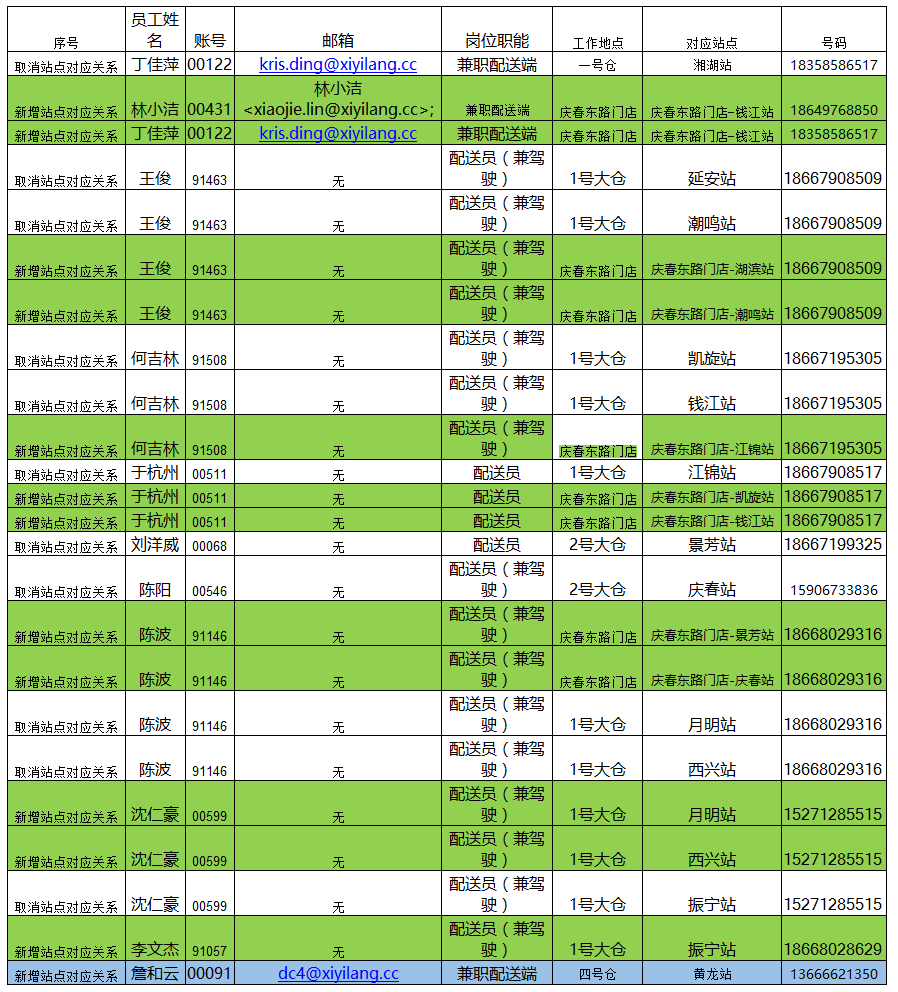 序号 员工姓名 账号 邮箱 岗位职能 工作地点 对应站点 号码
取消站点对应关系 丁佳萍 00122 kris.ding@xiyilang.cc 兼职配送端 一号仓 湘湖站 18358586517
新增站点对应关系 林小洁 00431 林小洁<xiaojie.lin@xiyilang.cc>; 兼职配送端 庆春东路门店 庆春东路门店-钱江站 18649768850
新增站点对应关系 丁佳萍 00122 kris.ding@xiyilang.cc 兼职配送端 庆春东路门店 庆春东路门店-钱江站 18358586517
取消站点对应关系 王俊 91463 无 配送员（兼驾驶） 1号大仓 延安站 18667908509
取消站点对应关系 王俊 91463 无 配送员（兼驾驶） 1号大仓 潮鸣站 18667908509
新增站点对应关系 王俊 91463 无 配送员（兼驾驶） 庆春东路门店 庆春东路门店-湖滨站 18667908509
新增站点对应关系 王俊 91463 无 配送员（兼驾驶） 庆春东路门店 庆春东路门店-潮鸣站 18667908509
取消站点对应关系 何吉林 91508 无 配送员（兼驾驶） 1号大仓 凯旋站 18667195305
取消站点对应关系 何吉林 91508 无 配送员（兼驾驶） 1号大仓 钱江站 18667195305
新增站点对应关系 何吉林 91508 无 配送员（兼驾驶） 庆春东路门店 庆春东路门店-江锦站 18667195305
取消站点对应关系 于杭州 00511 无 配送员 1号大仓 江锦站 18667908517
新增站点对应关系 于杭州 00511 无 配送员 庆春东路门店 庆春东路门店-凯旋站 18667908517
新增站点对应关系 于杭州 00511 无 配送员 庆春东路门店 庆春东路门店-钱江站 18667908517
取消站点对应关系 刘洋威 00068 无 配送员 2号大仓 景芳站 18667199325
取消站点对应关系 陈阳 00546 无 配送员（兼驾驶） 2号大仓 庆春站 15906733836
新增站点对应关系 陈波 91146 无 配送员（兼驾驶） 庆春东路门店 庆春东路门店-景芳站 18668029316
新增站点对应关系 陈波 91146 无 配送员（兼驾驶） 庆春东路门店 庆春东路门店-庆春站 18668029316
取消站点对应关系 陈波 91146 无 配送员（兼驾驶） 1号大仓 月明站 18668029316
取消站点对应关系 陈波 91146 无 配送员（兼驾驶） 1号大仓 西兴站 18668029316
新增站点对应关系 沈仁豪 00599 无 配送员（兼驾驶） 1号大仓 月明站 15271285515
新增站点对应关系 沈仁豪 00599 无 配送员（兼驾驶） 1号大仓 西兴站 15271285515
取消站点对应关系 沈仁豪 00599 无 配送员（兼驾驶） 1号大仓 振宁站 15271285515
新增站点对应关系 李文杰 91057 无 配送员（兼驾驶） 1号大仓 振宁站 18668028629
新增站点对应关系 詹和云 00091 dc4@xiyilang.cc 兼职配送端 四号仓 黄龙站 13666621350